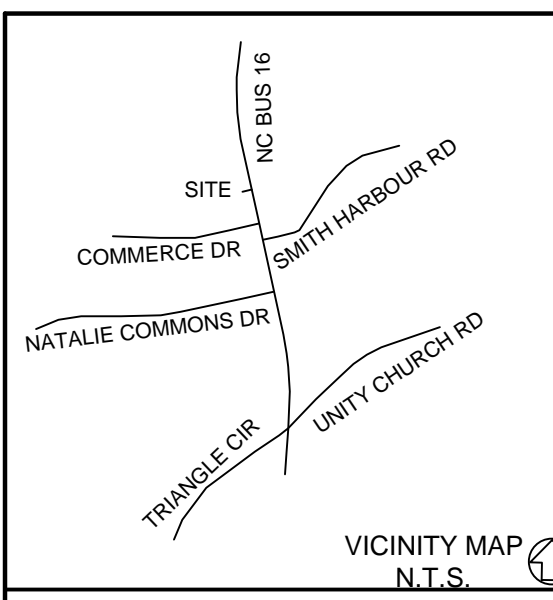 NC BUS 16
SITE
SMITH HARBOUR RD
COMMERCE DR
NATALIE COMMONS DR
UNITY CHURCH RD
TRIANGLE CIR
VICINITY MAP
N.T.S.